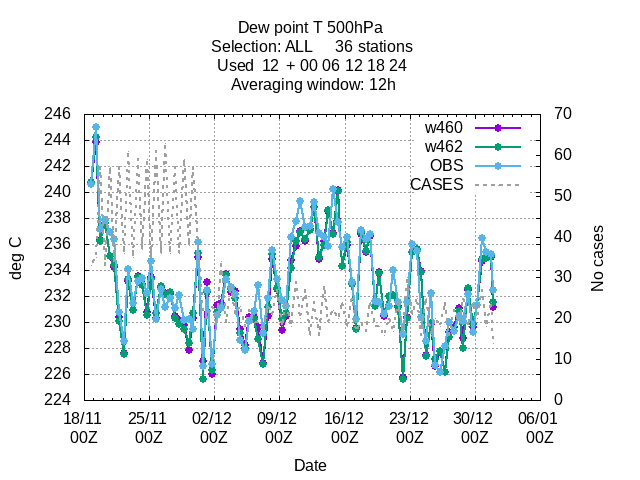 Dew point T 500hPa
Selection: ALL 36 stations
Used 12 + 00 06 12 18 24
Averaging window: 12h
w460
w462
OBS
CASES
deg C
246
244
242
240
238
236
234
232
230
228
226
224
70
60
50
40
30
20
10
0
No cases
18/11 25/11 02/12 09/12 16/12 23/12 30/12 06/01
00Z 00Z 00Z 00Z 00Z 00Z 00Z 00Z
Date